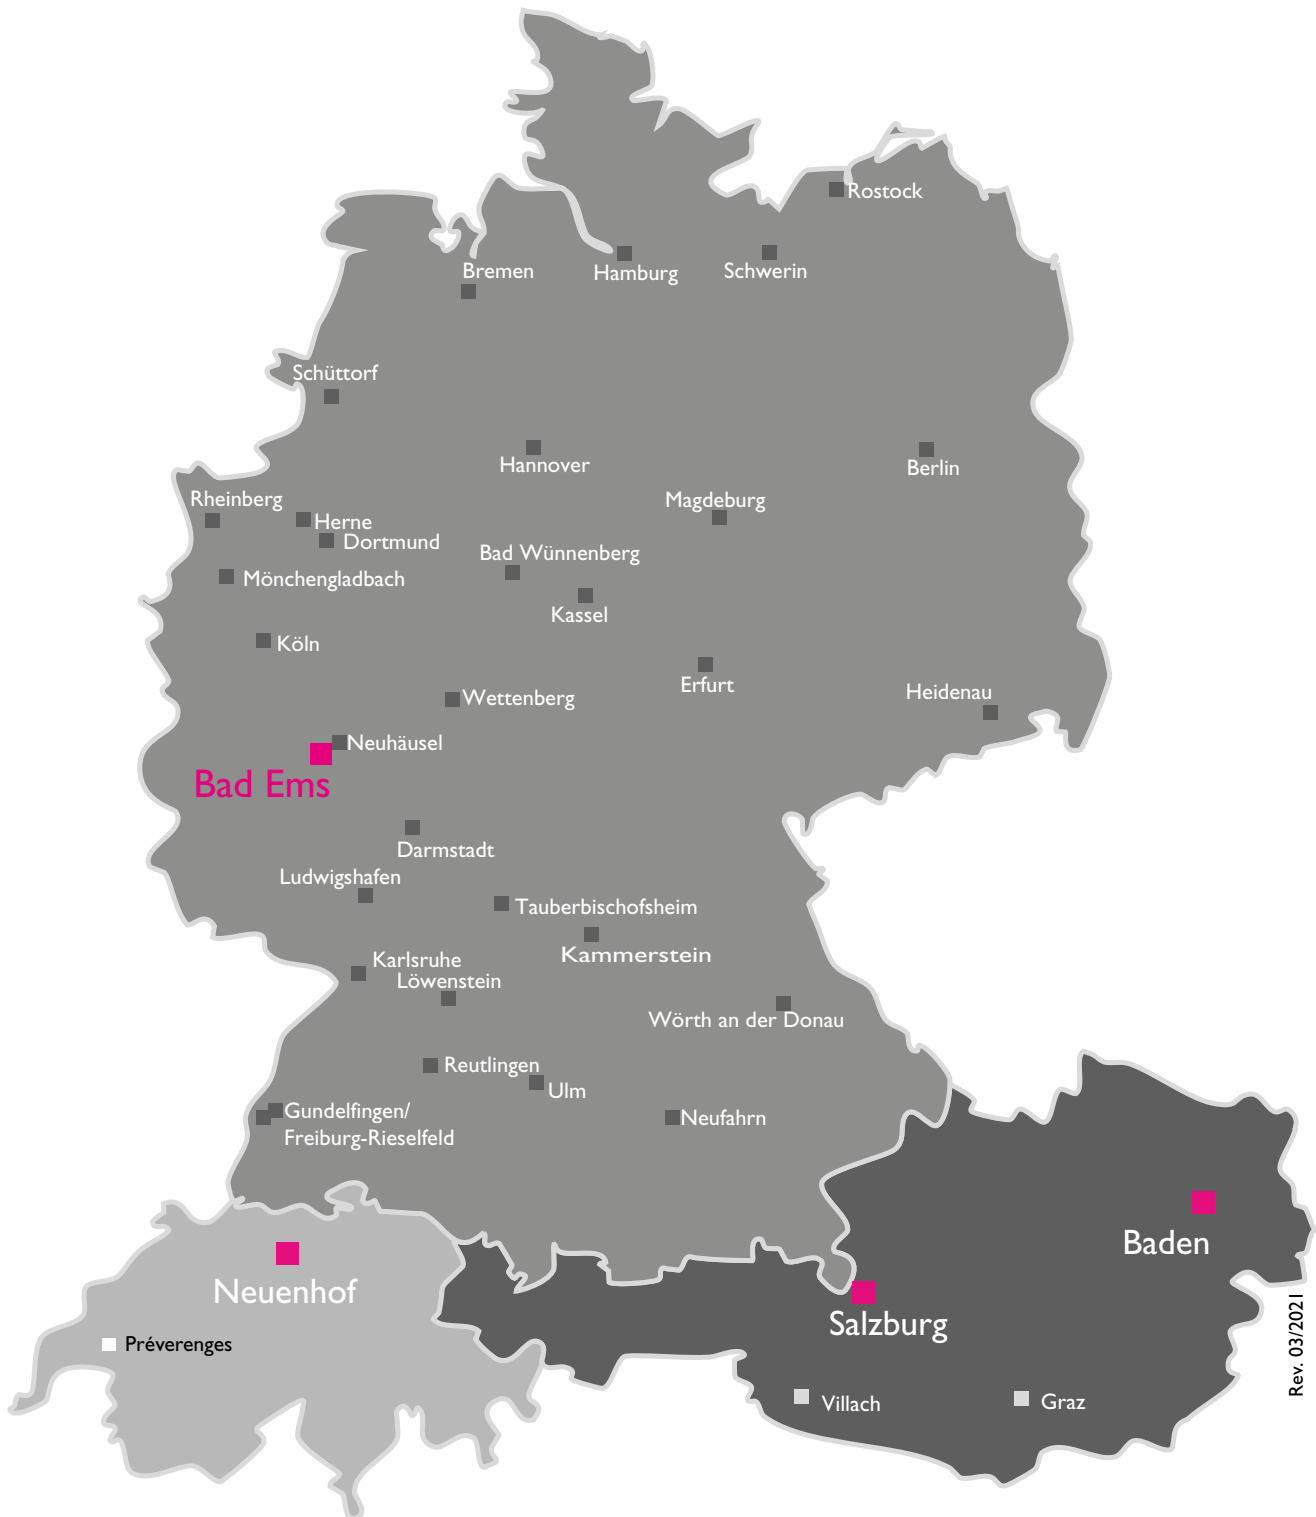 Rostock
Bremen
Hamburg
Schwerin
Schüttorf
Hannover
Berlin
Rheinberg
Magdeburg
Herne
Dortmund
Bad Wünnenberg
Mönchengladbach
Kassel
Köln
Erfurt
Heidenau
Wettenberg
Neuhäusel
Bad Ems
Darmstadt
Ludwigshafen
Tauberbischofsheim
Kammerstein
Karlsruhe
Löwenstein
Wörth an der Donau
Reutlingen
Ulm
Gundelfingen/
Freiburg-Rieselfeld
Neufahrn
Baden
Neuenhof
Salzburg
Préverenges
Villach
Graz
Rev. 03/2021